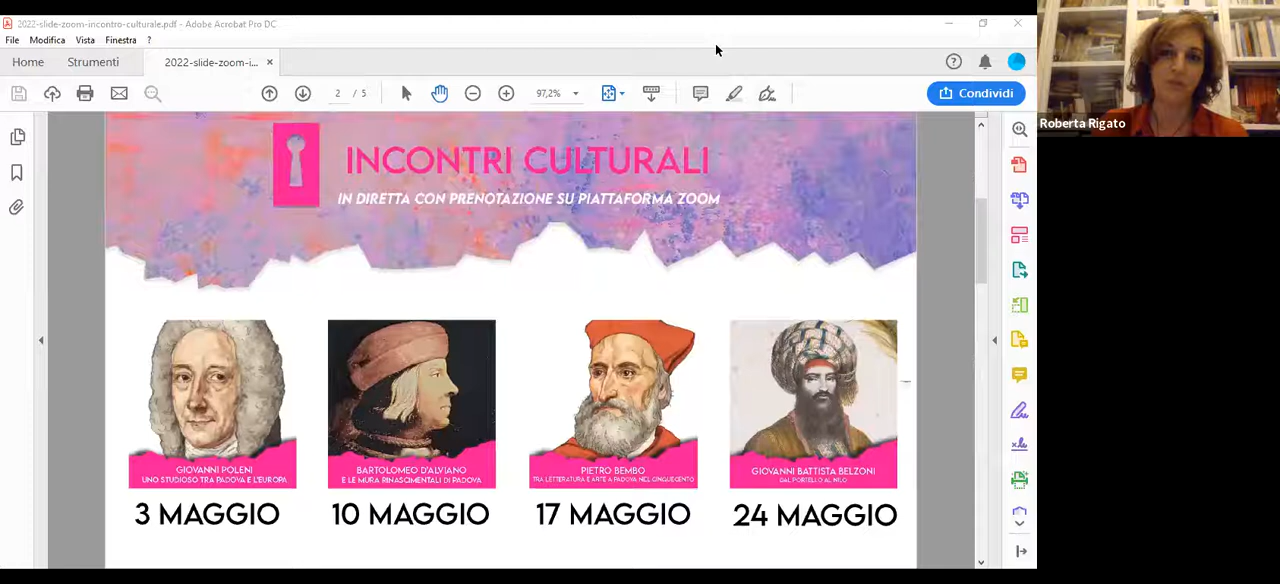 2022-slide-zoom-incontro-culturale.pdf - Adobe Acrobat Pro DC
File Modifica Vista Finestra ?
Home Strumenti 2022-slide-zoom-i... ×
2 / 5 97,2% Condividi
Roberta Rigato
INCONTRI CULTURALI
IN DIRETTA CON PRENOTAZIONE SU PIATTAFORMA ZOOM
GIOVANNI POLENI
UNO STUDIOSO TRA PADOVA E L'EUROPA
3 MAGGIO
BARTOLOMEO D'ALVIANO
E LE MURA RINASCIMENTALI DI PADOVA
10 MAGGIO
PIETRO BEMBO
TRA LETTERATURA E ARTE A PADOVA NEL CINQUECENTO
17 MAGGIO
GIOVANNI BATTISTA BELZONI
DAL PORTELLO AL NILO
24 MAGGIO